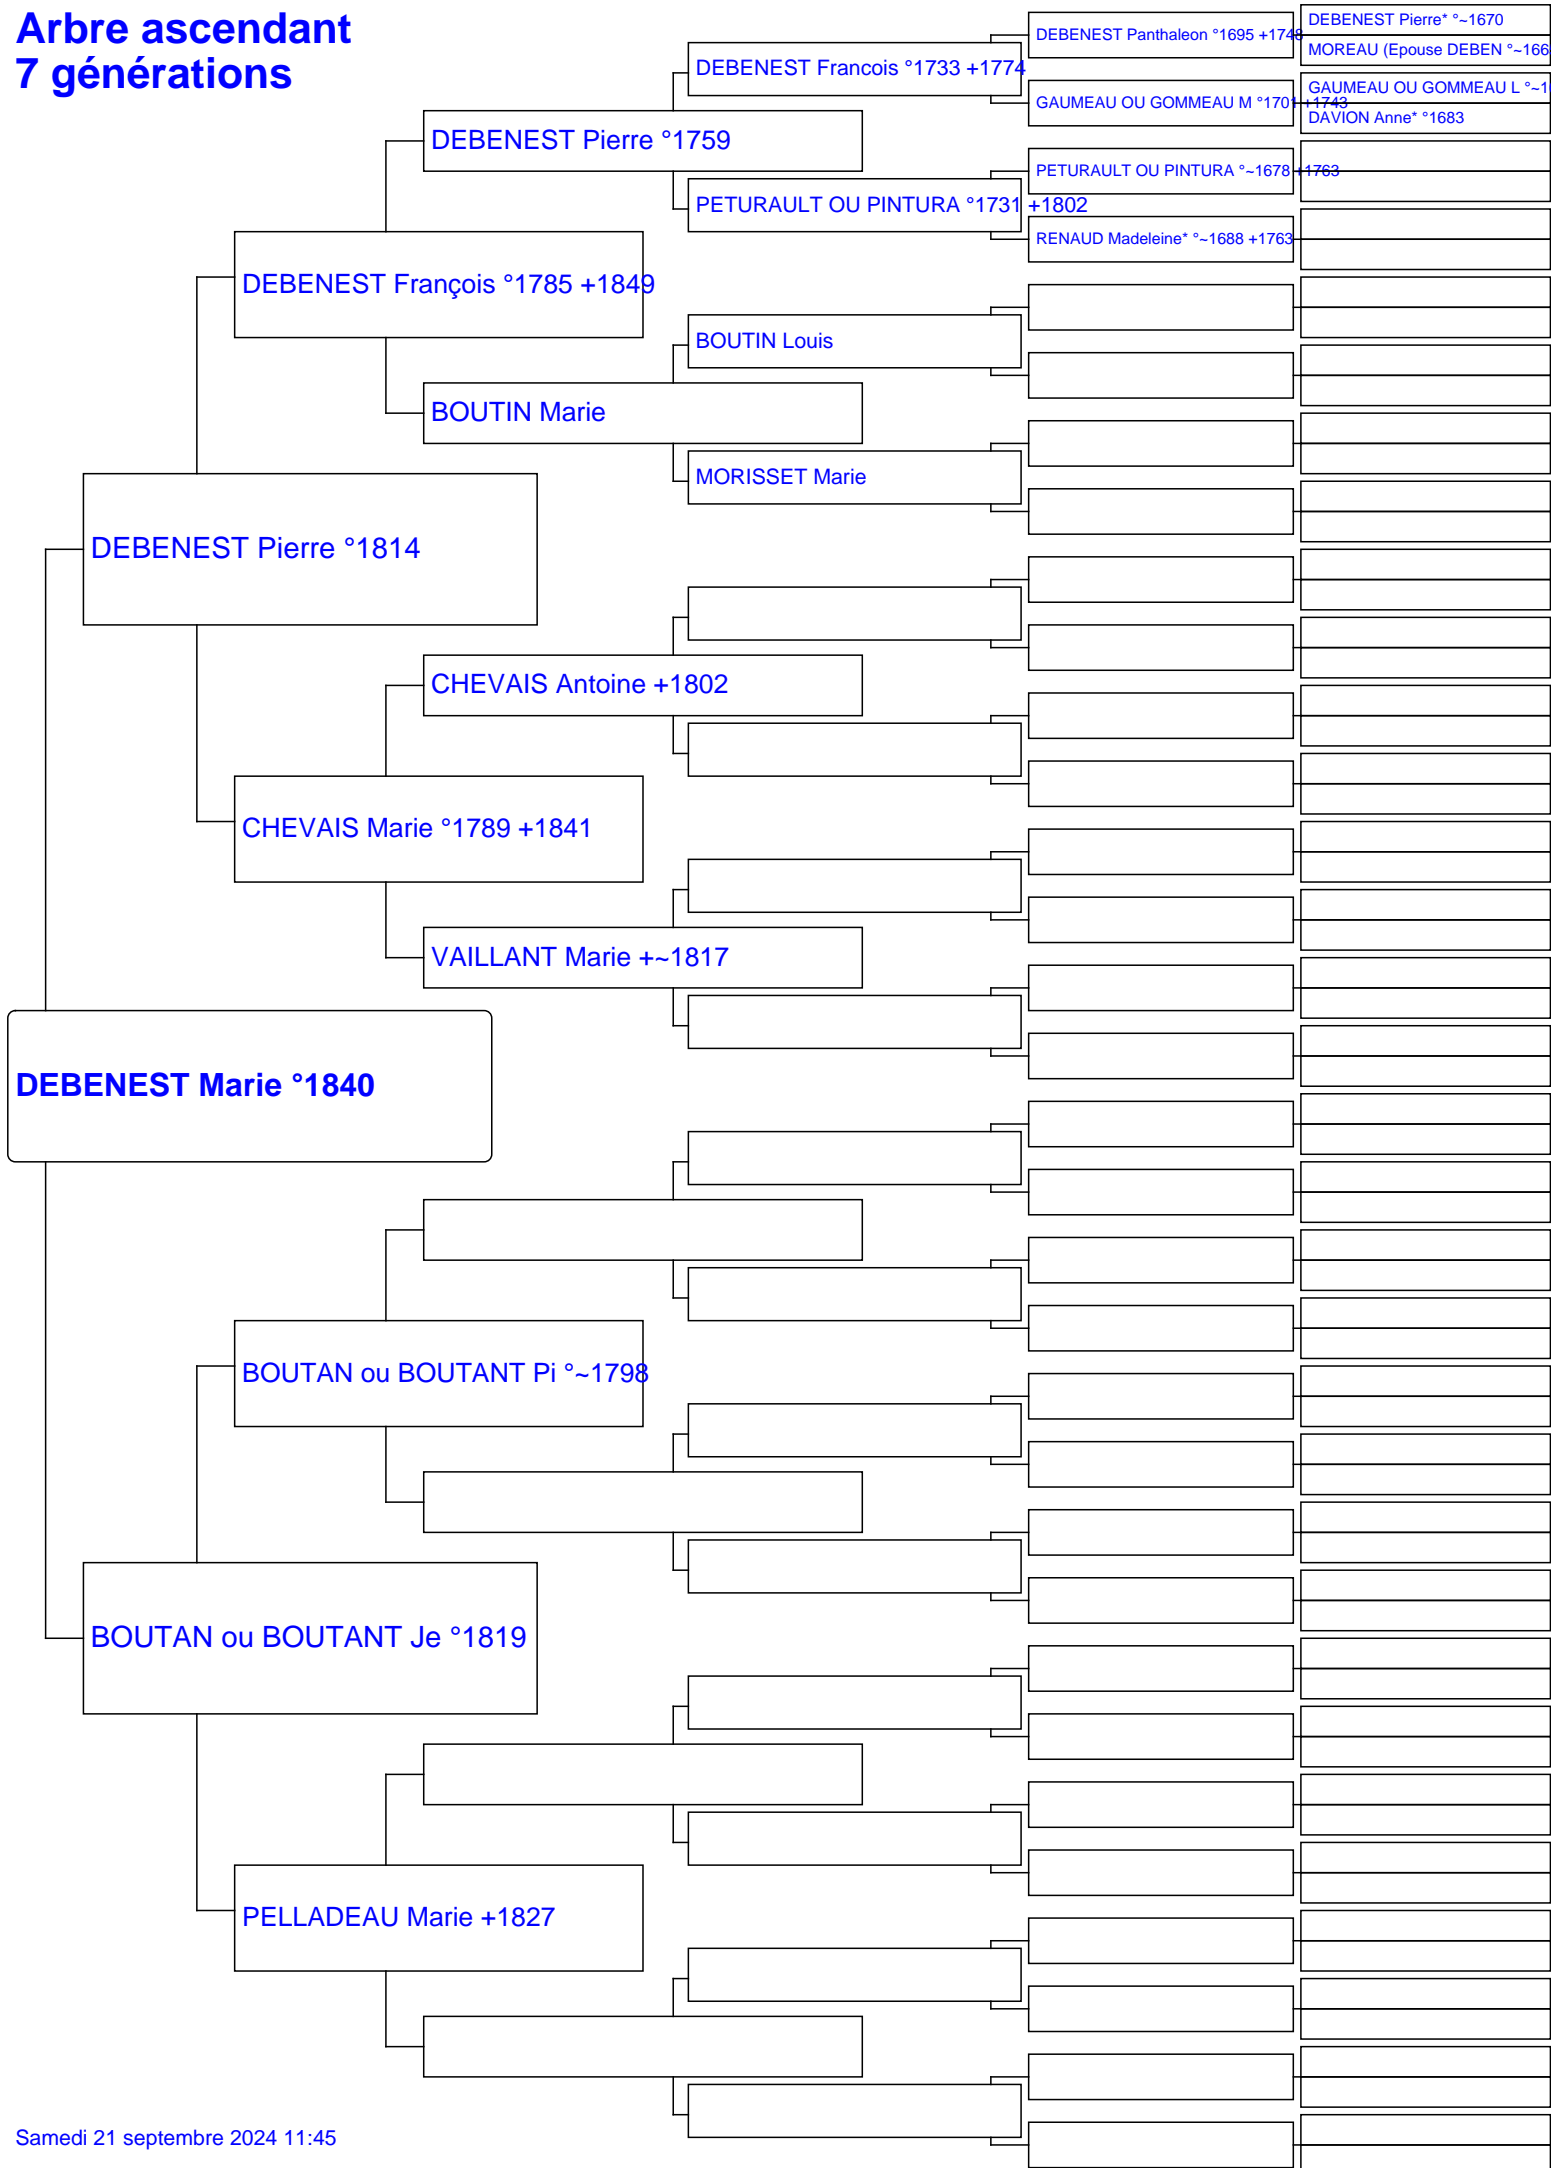 Arbre ascendant
7 générations
DEBENEST Pierre* °~1670
DEBENEST Panthaleon °1695 +1748
MOREAU (Epouse DEBEN °~166
DEBENEST Francois °1733 +1774
GAUMEAU OU GOMMEAU L °~1
GAUMEAU OU GOMMEAU M °1701 +1743
DAVION Anne* °1683
DEBENEST Pierre °1759
PETURAULT OU PINTURA °~1678 +1763
PETURAULT OU PINTURA °1731 +1802
RENAUD Madeleine* °~1688 +1763
DEBENEST François °1785 +1849
BOUTIN Louis
BOUTIN Marie
MORISSET Marie
DEBENEST Pierre °1814
CHEVAIS Antoine +1802
CHEVAIS Marie °1789 +1841
VAILLANT Marie +~1817
DEBENEST Marie °1840
BOUTAN ou BOUTANT Pi °~1798
BOUTAN ou BOUTANT Je °1819
PELLADEAU Marie +1827
Samedi 21 septembre 2024 11:45